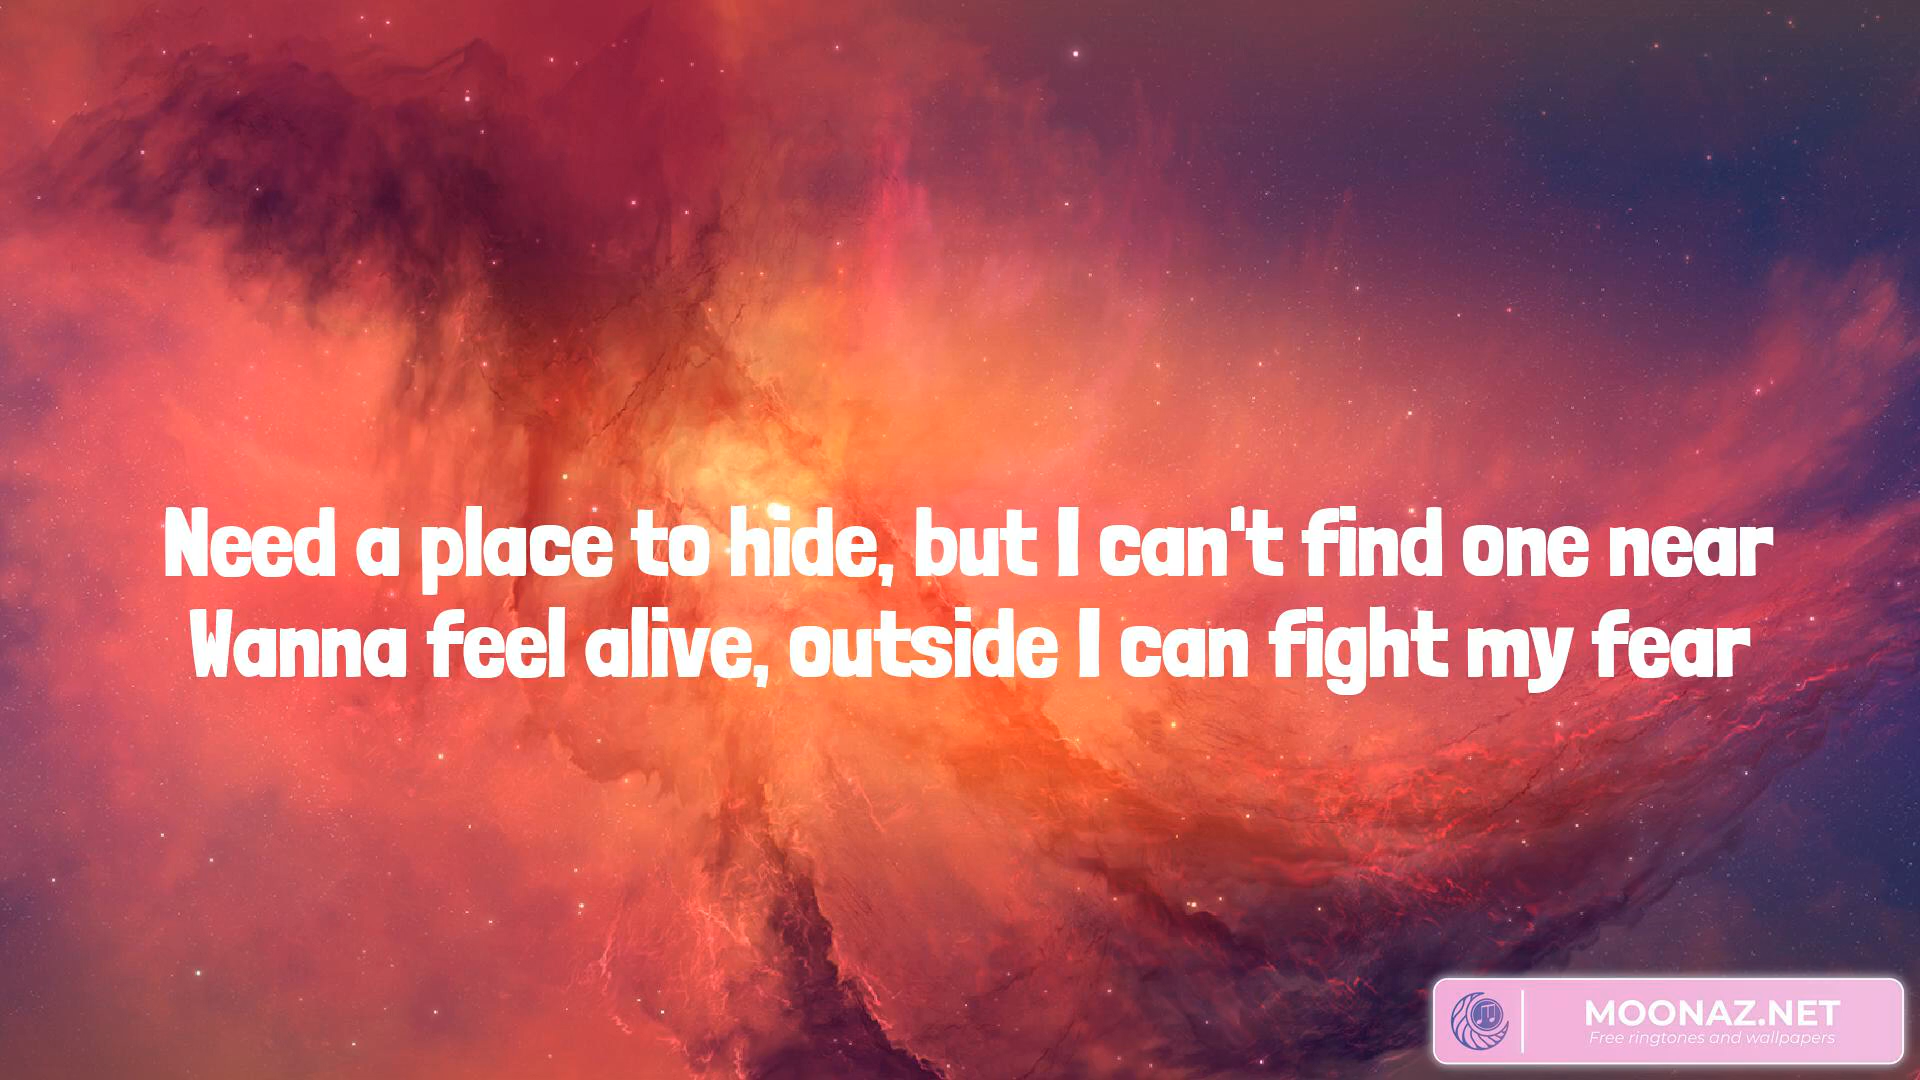 Need a place to hide, but I can't find one near
Wanna feel alive, outside I can fight my fear
MOONAZ.NET
Free ringtones and wallpapers